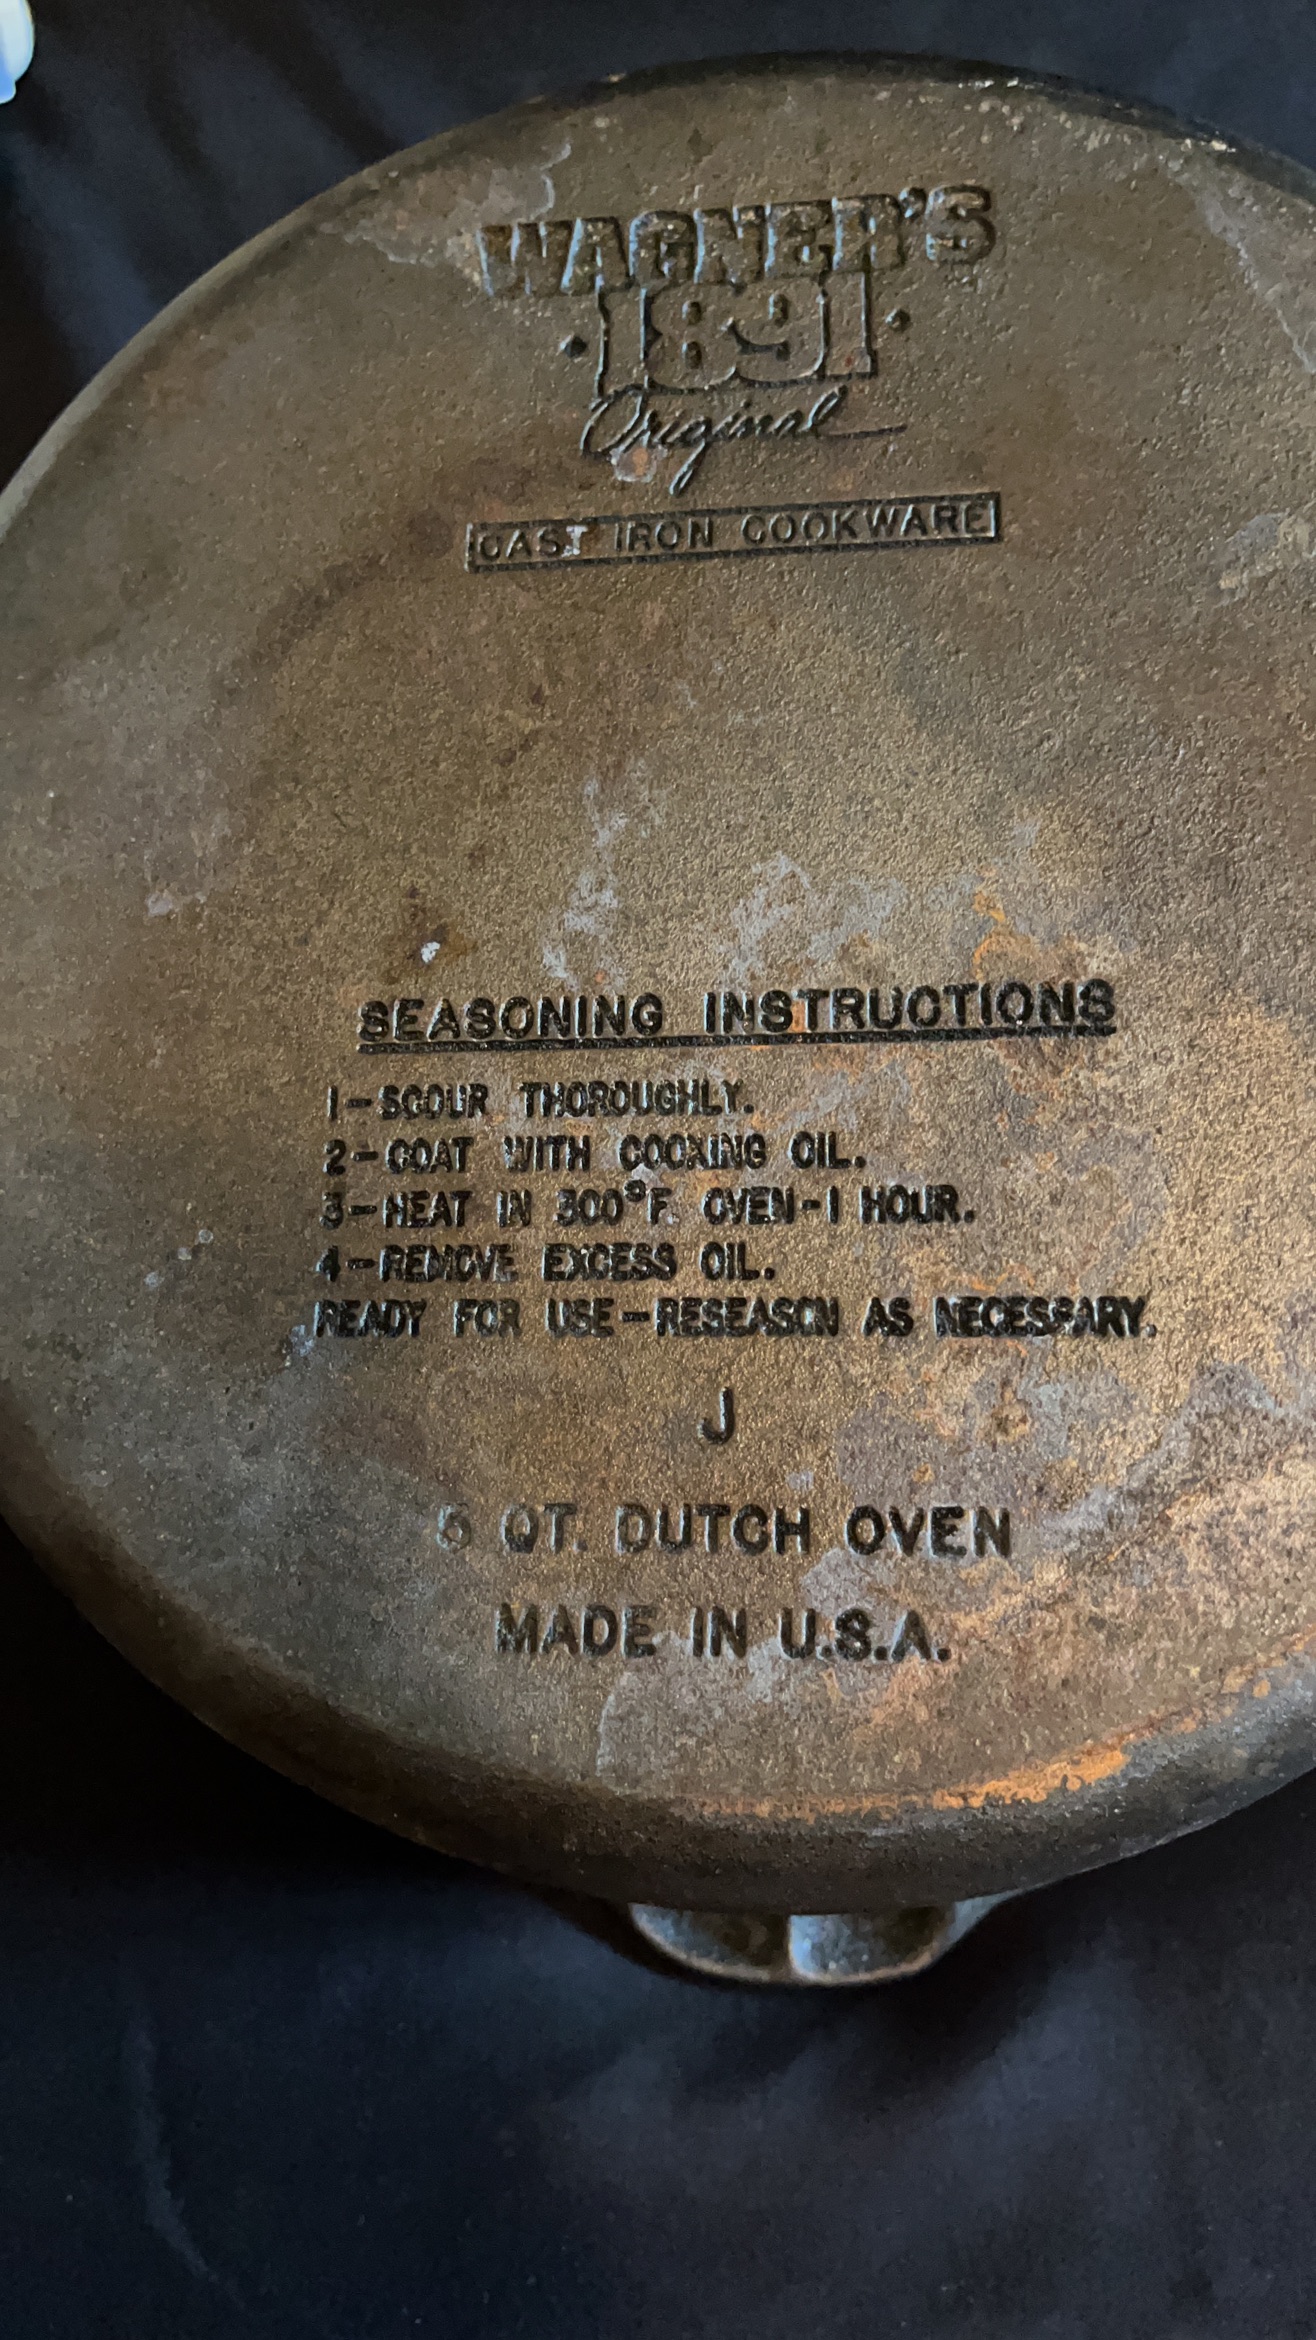 WAGNER'S
·1891·
Original
CAST IRON COOKWARE
SEASONING INSTRUCTIONS
1-SCOUR THOROUGHLY.
2-COAT WITH COOKING OIL.
3-HEAT IN 300°F. OVEN-1 HOUR.
4-REMOVE EXCESS OIL.
READY FOR USE-RESEASON AS NECESSARY.
J
5 QT. DUTCH OVEN
MADE IN U.S.A.